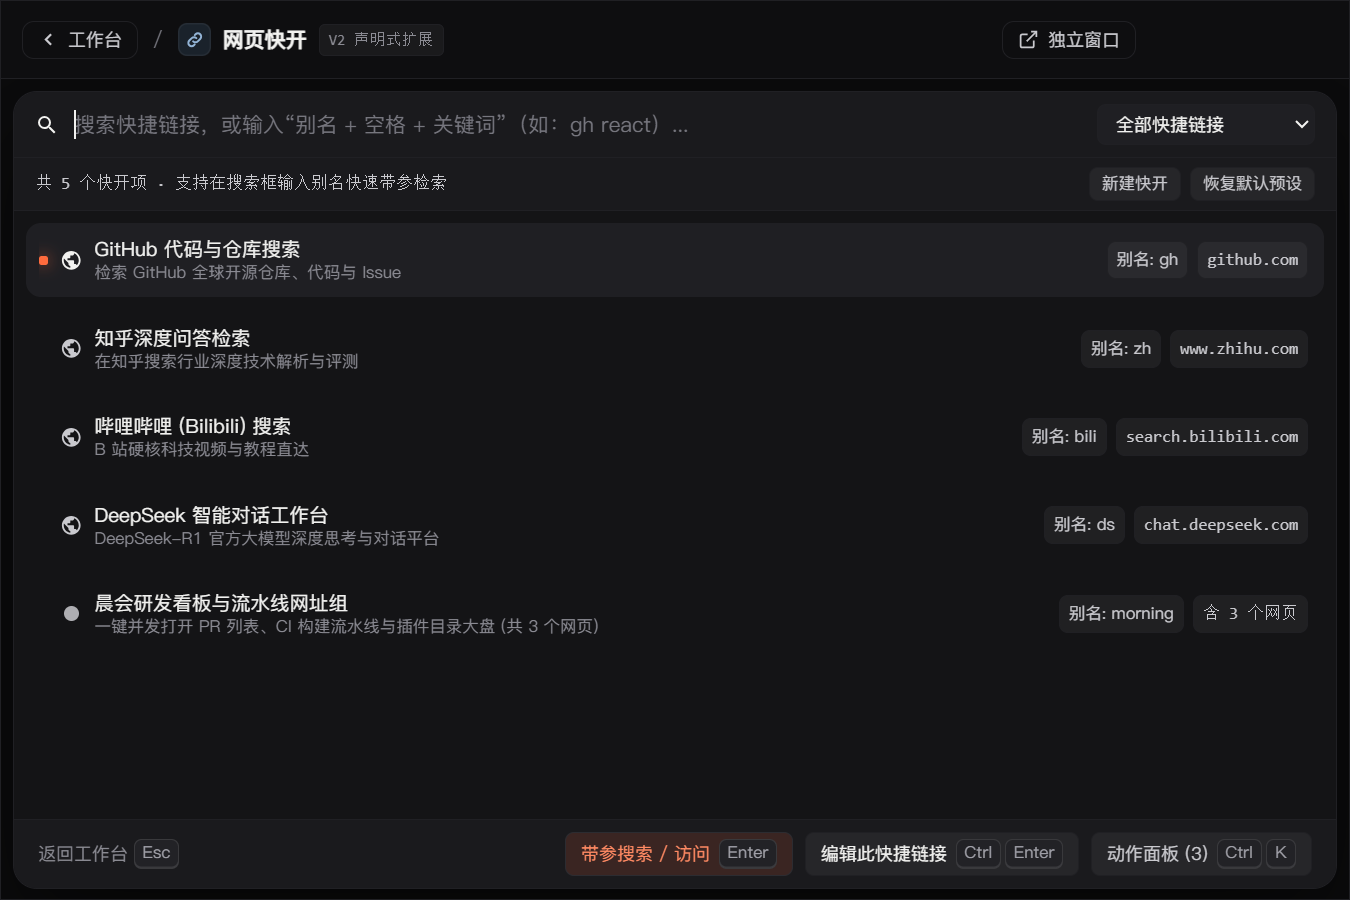 工作台 / 网页快开 V2 声明式扩展 独立窗口
搜索快捷链接，或输入“别名 + 空格 + 关键词”（如：gh react）... 全部快捷链接
共 5 个快开项 · 支持在搜索框输入别名快速带参检索 新建快开 恢复默认预设
GitHub 代码与仓库搜索
检索 GitHub 全球开源仓库、代码与 Issue
别名: gh github.com
知乎深度问答检索
在知乎搜索行业深度技术解析与评测
别名: zh www.zhihu.com
哔哩哔哩 (Bilibili) 搜索
B 站硬核科技视频与教程直达
别名: bili search.bilibili.com
DeepSeek 智能对话工作台
DeepSeek-R1 官方大模型深度思考与对话平台
别名: ds chat.deepseek.com
晨会研发看板与流水线网址组
一键并发打开 PR 列表、CI 构建流水线与插件目录大盘 (共 3 个网页)
别名: morning 含 3 个网页
返回工作台 Esc 带参搜索 / 访问 Enter 编辑此快捷链接 Ctrl Enter 动作面板 (3) Ctrl K